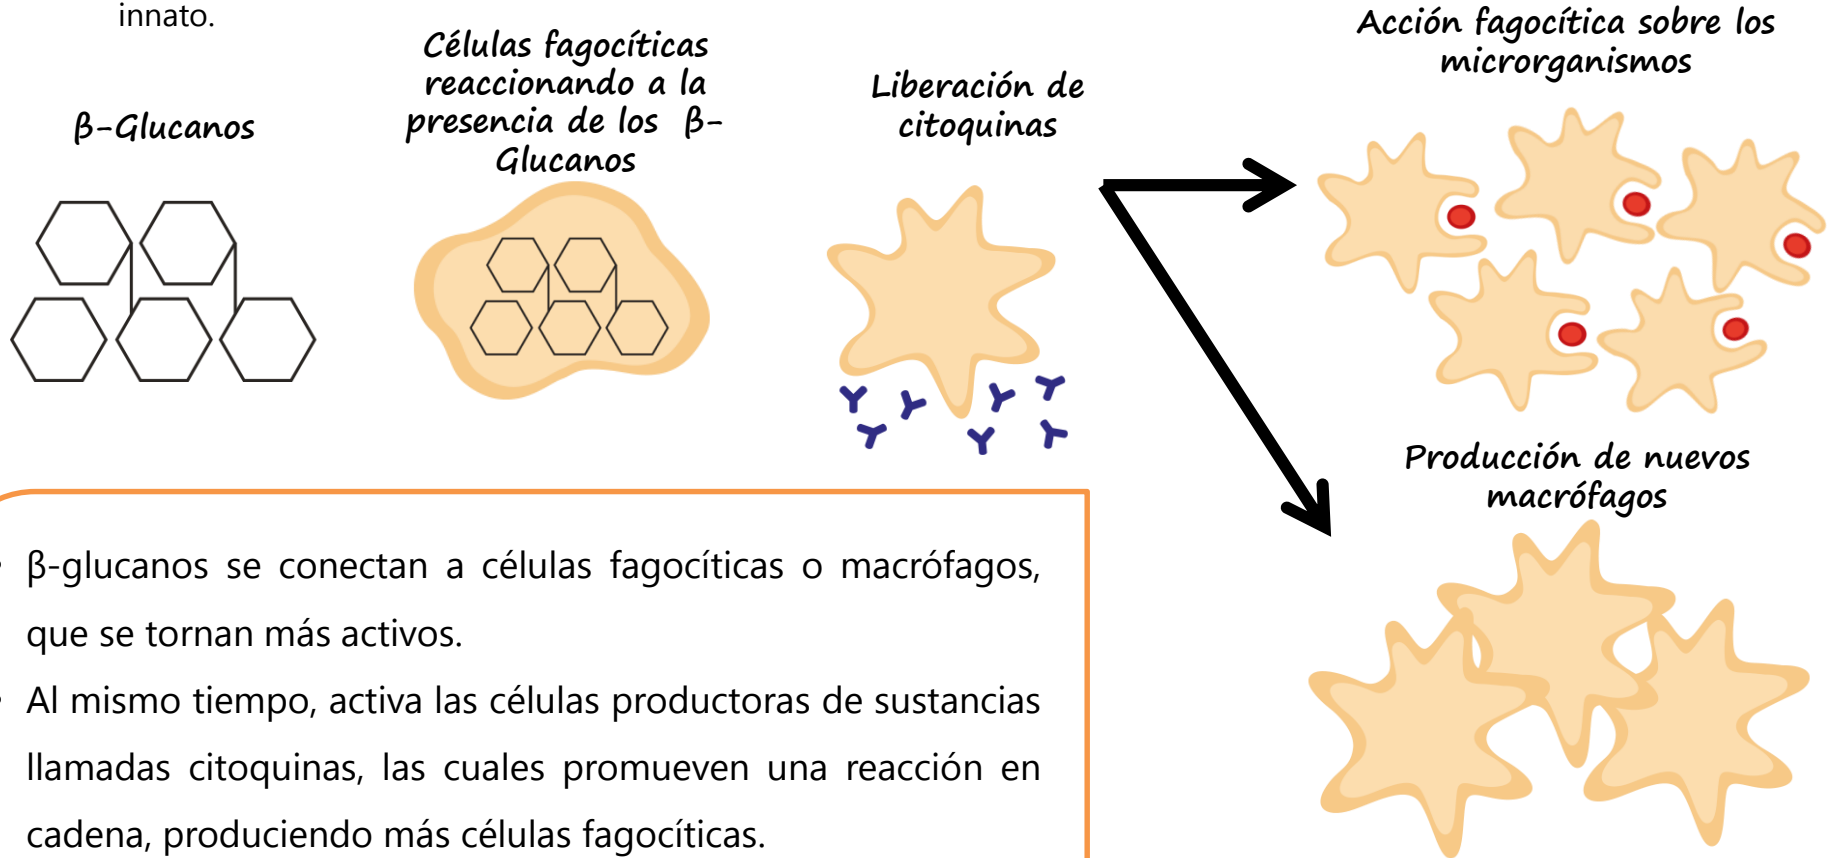 innato.
β-Glucanos
Células fagocíticas
reaccionando a la
presencia de los β-
Glucanos
Liberación de
citoquinas
Acción fagocítica sobre los
microrganismos
Producción de nuevos
macrófagos
• β-glucanos se conectan a células fagocíticas o macrófagos,
que se tornan más activos.
• Al mismo tiempo, activa las células productoras de sustancias
llamadas citoquinas, las cuales promueven una reacción en
cadena, produciendo más células fagocíticas.